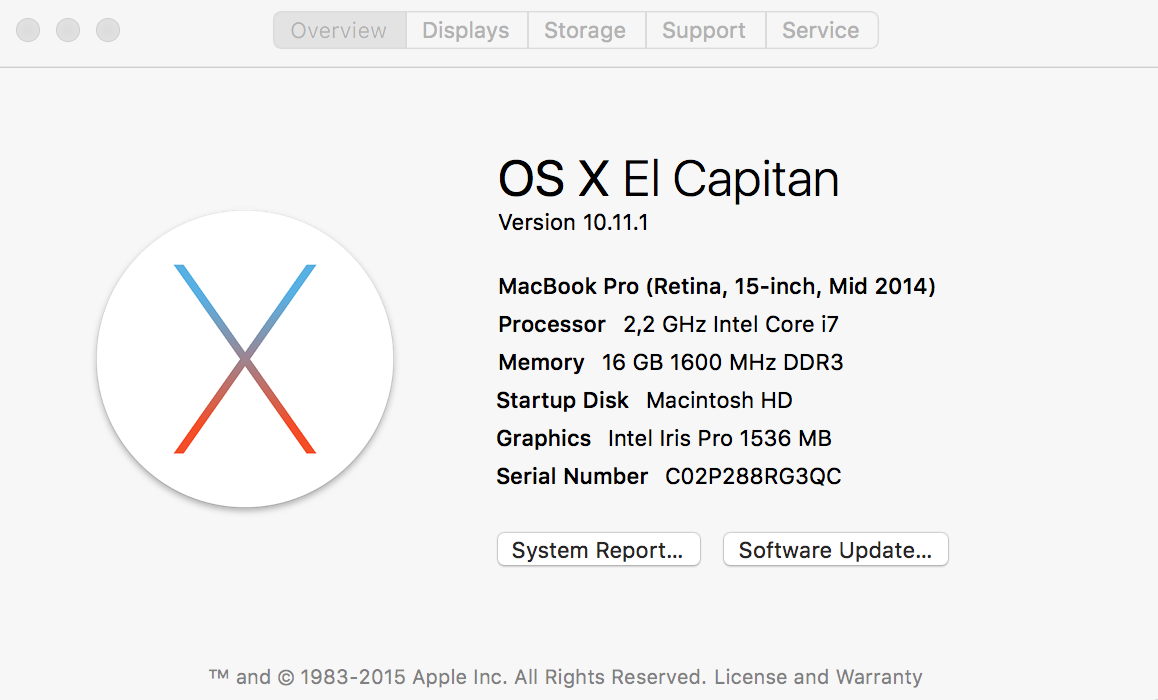 Overview Displays Storage Support Service
OS X El Capitan
Version 10.11.1
MacBook Pro (Retina, 15-inch, Mid 2014)
Processor 2,2 GHz Intel Core i7
Memory 16 GB 1600 MHz DDR3
Startup Disk Macintosh HD
Graphics Intel Iris Pro 1536 MB
Serial Number C02P288RG3QC
System Report... Software Update...
™ and © 1983-2015 Apple Inc. All Rights Reserved. License and Warranty